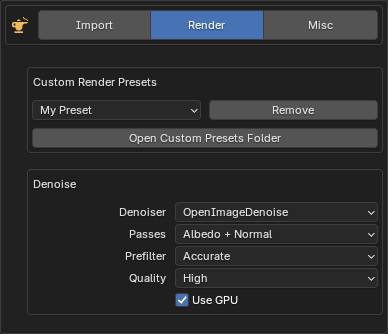 Import Render Misc
Custom Render Presets
My Preset Remove
Open Custom Presets Folder
Denoise
Denoiser OpenImageDenoise
Passes Albedo + Normal
Prefilter Accurate
Quality High
Use GPU